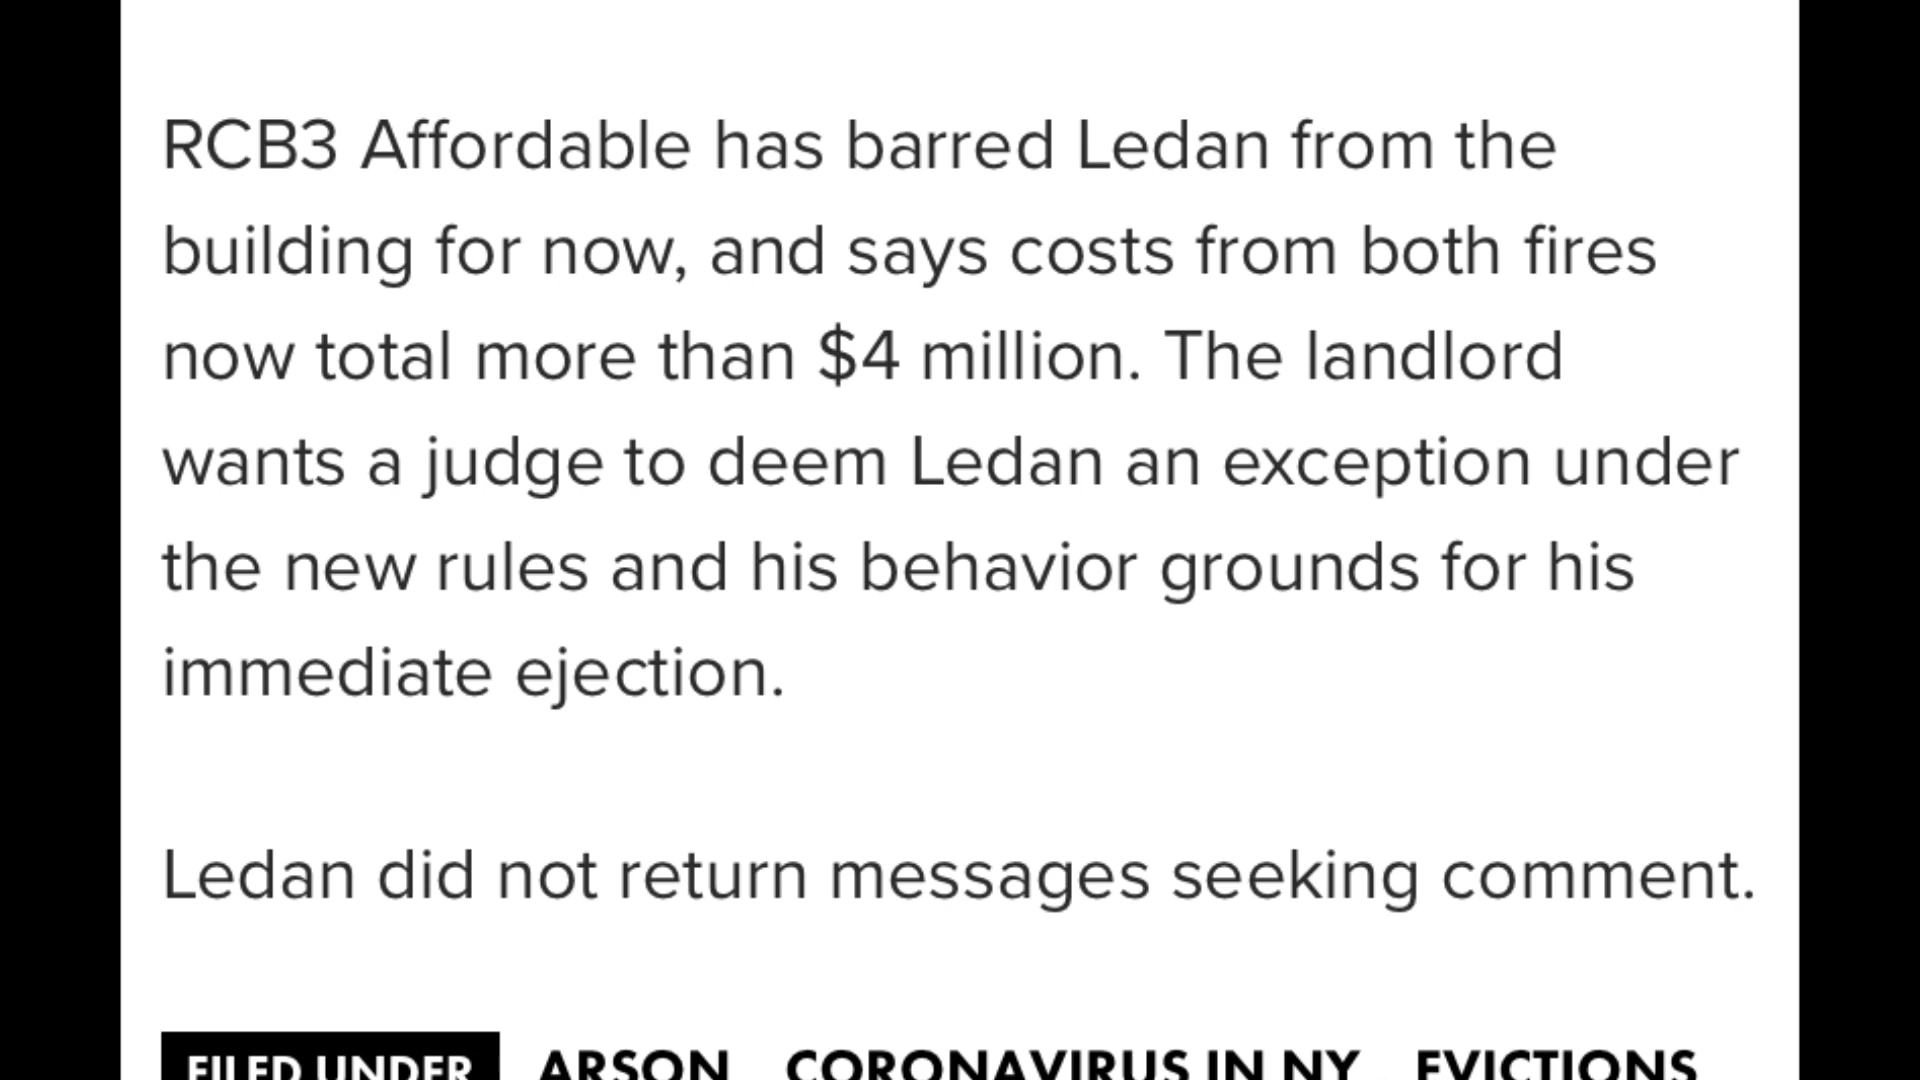 RCB3 Affordable has barred Ledan from the
building for now, and says costs from both fires
now total more than $4 million. The landlord
wants a judge to deem Ledan an exception under
the new rules and his behavior grounds for his
immediate ejection.
Ledan did not return messages seeking comment.
FILED UNDER ARSON CORONAVIRUS IN NY EVICTIONS